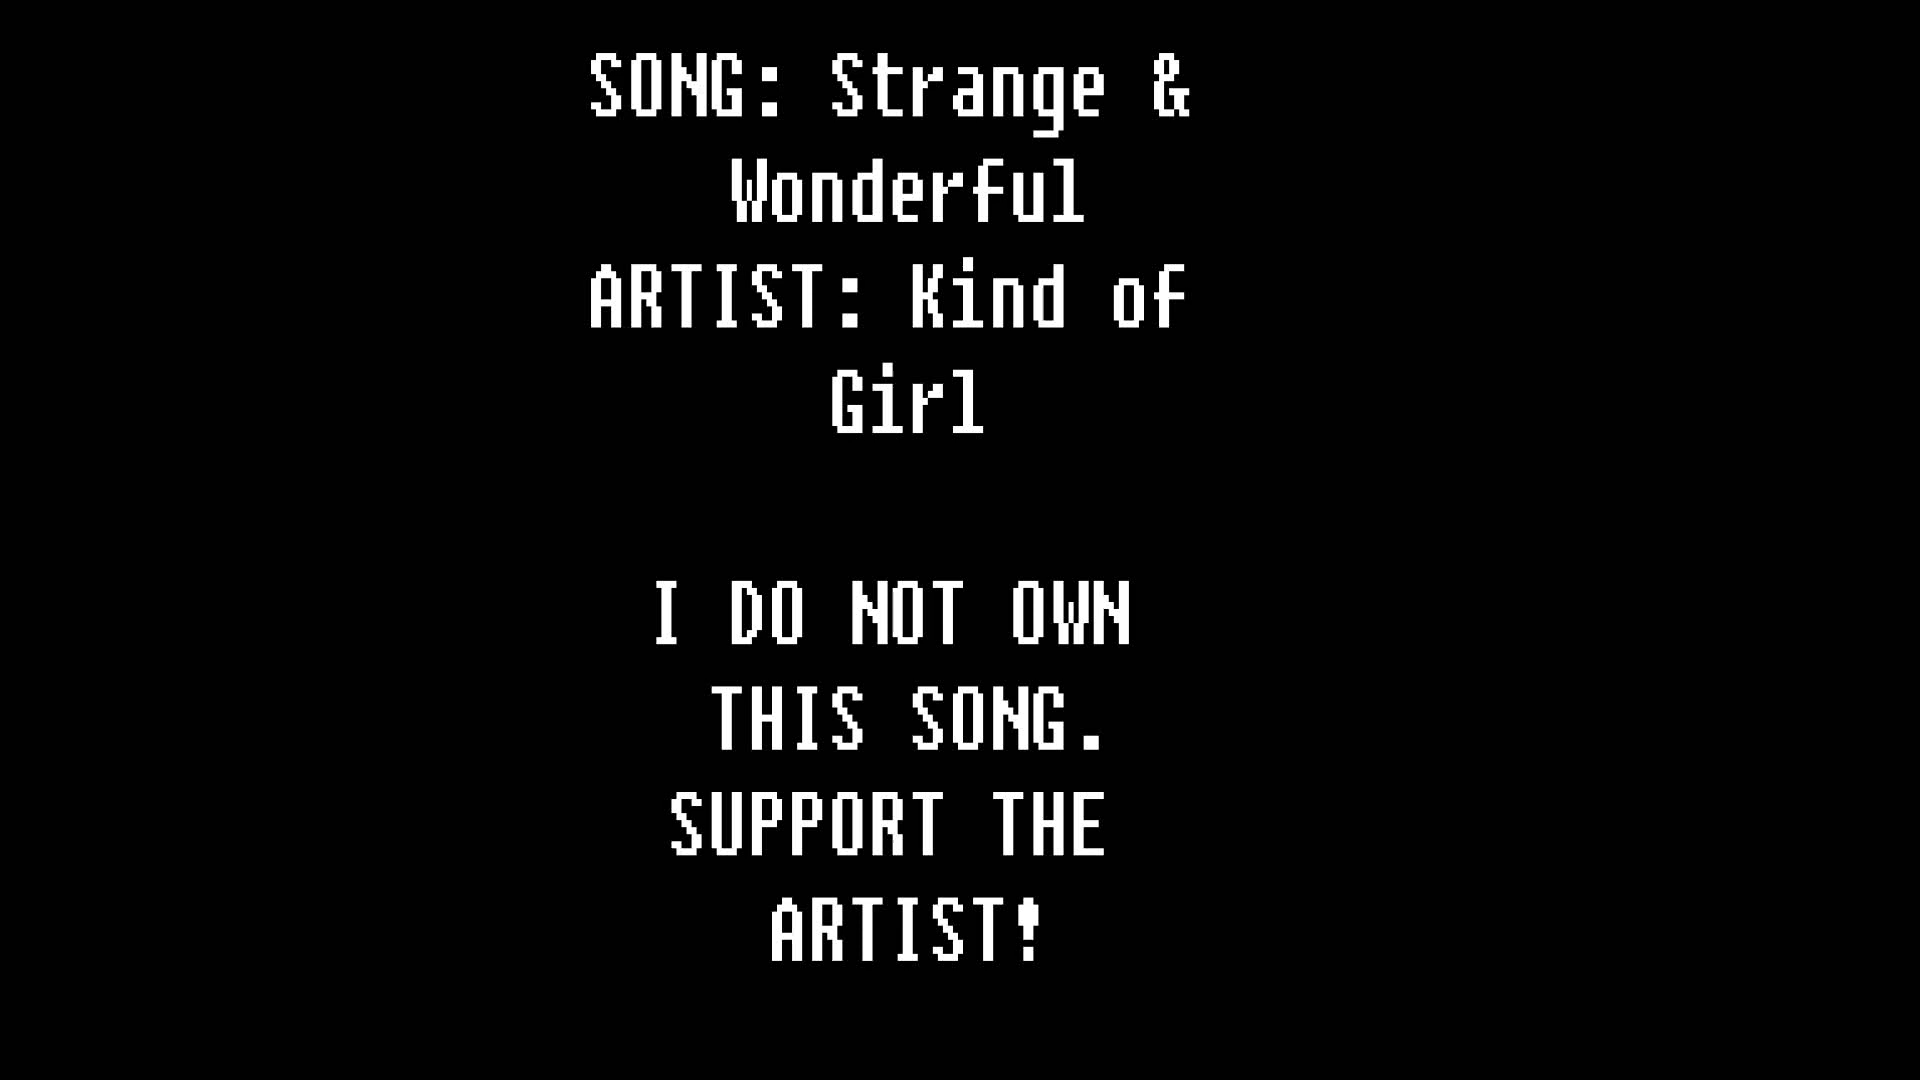 SONG: Strange &
Wonderful
ARTIST: Kind of
Girl
I DO NOT OWN
THIS SONG.
SUPPORT THE
ARTIST!